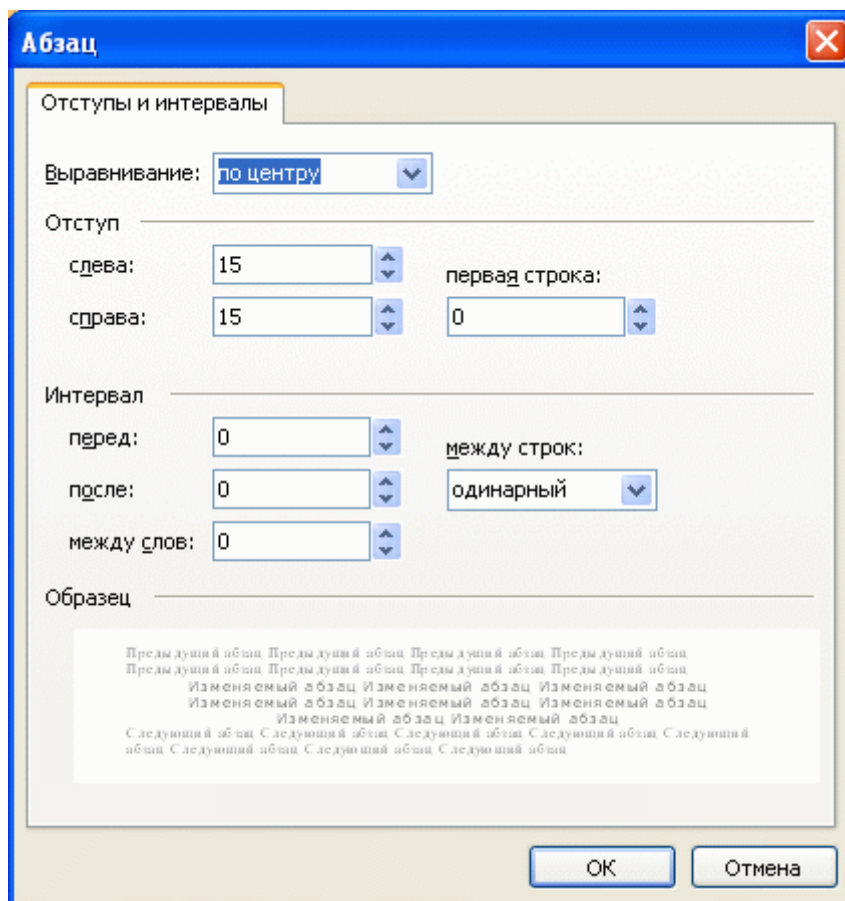 Абзац
Отступы и интервалы
Выравнивание: по центру
Отступ
слева: 15
первая строка:
справа: 15 0
Интервал
перед: 0
между строк:
после: 0 одинарный
между слов: 0
Образец
Предыдущий абзац Предыдущий абзац Предыдущий абзац Предыдущий абзац
Предыдущий абзац Предыдущий абзац Предыдущий абзац Предыдущий абзац
Изменяемый абзац Изменяемый абзац Изменяемый абзац
Изменяемый абзац Изменяемый абзац Изменяемый абзац
Изменяемый абзац Изменяемый абзац
Следующий абзац Следующий абзац Следующий абзац Следующий абзац Следующий
абзац Следующий абзац Следующий абзац Следующий абзац
ОК Отмена